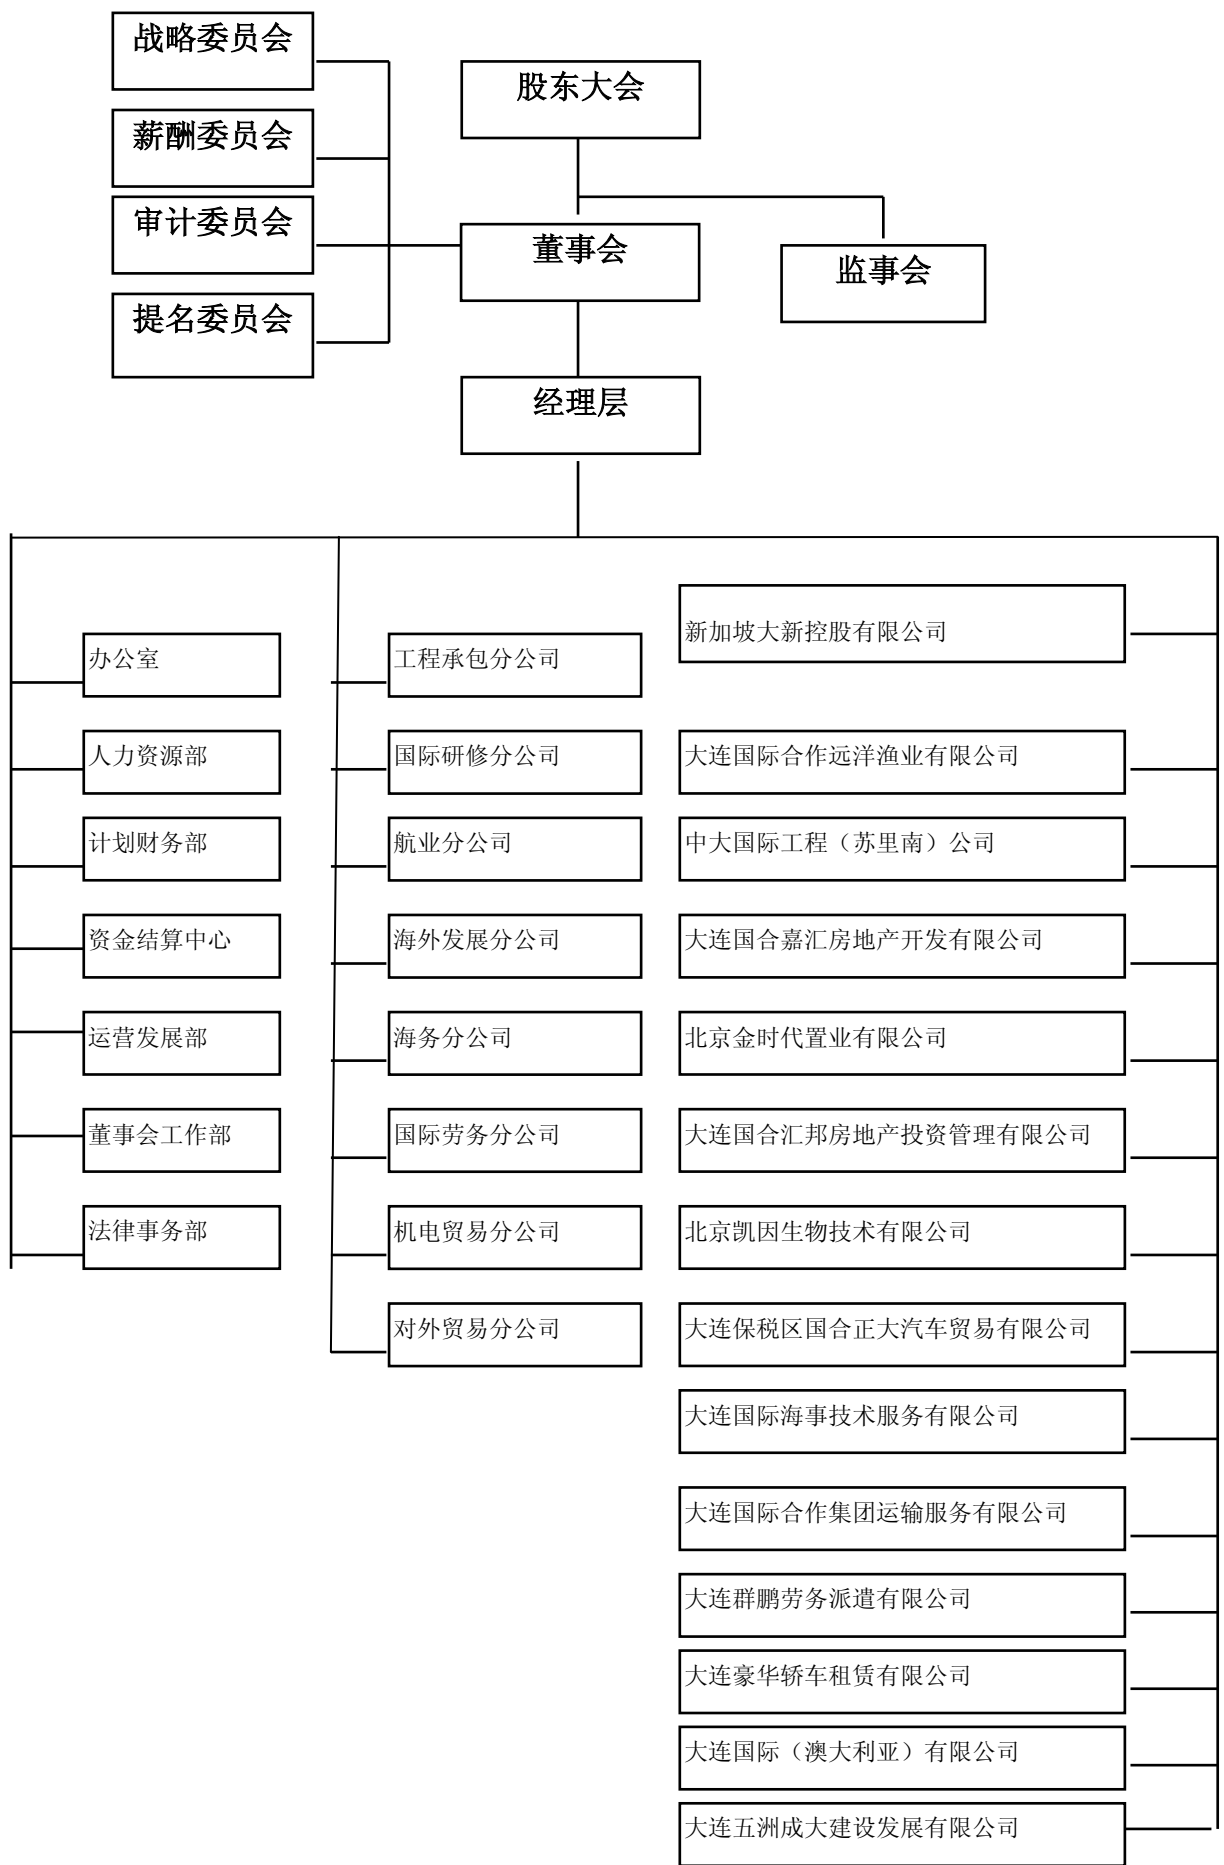 战略委员会
薪酬委员会
审计委员会
提名委员会
股东大会
董事会
监事会
经理层
办公室
人力资源部
计划财务部
资金结算中心
运营发展部
董事会工作部
法律事务部
工程承包分公司
国际研修分公司
航业分公司
海外发展分公司
海务分公司
国际劳务分公司
机电贸易分公司
对外贸易分公司
新加坡大新控股有限公司
大连国际合作远洋渔业有限公司
中大国际工程（苏里南）公司
大连国合嘉汇房地产开发有限公司
北京金时代置业有限公司
大连国合汇邦房地产投资管理有限公司
北京凯因生物技术有限公司
大连保税区国合正大汽车贸易有限公司
大连国际海事技术服务有限公司
大连国际合作集团运输服务有限公司
大连群鹏劳务派遣有限公司
大连豪华轿车租赁有限公司
大连国际（澳大利亚）有限公司
大连五洲成大建设发展有限公司